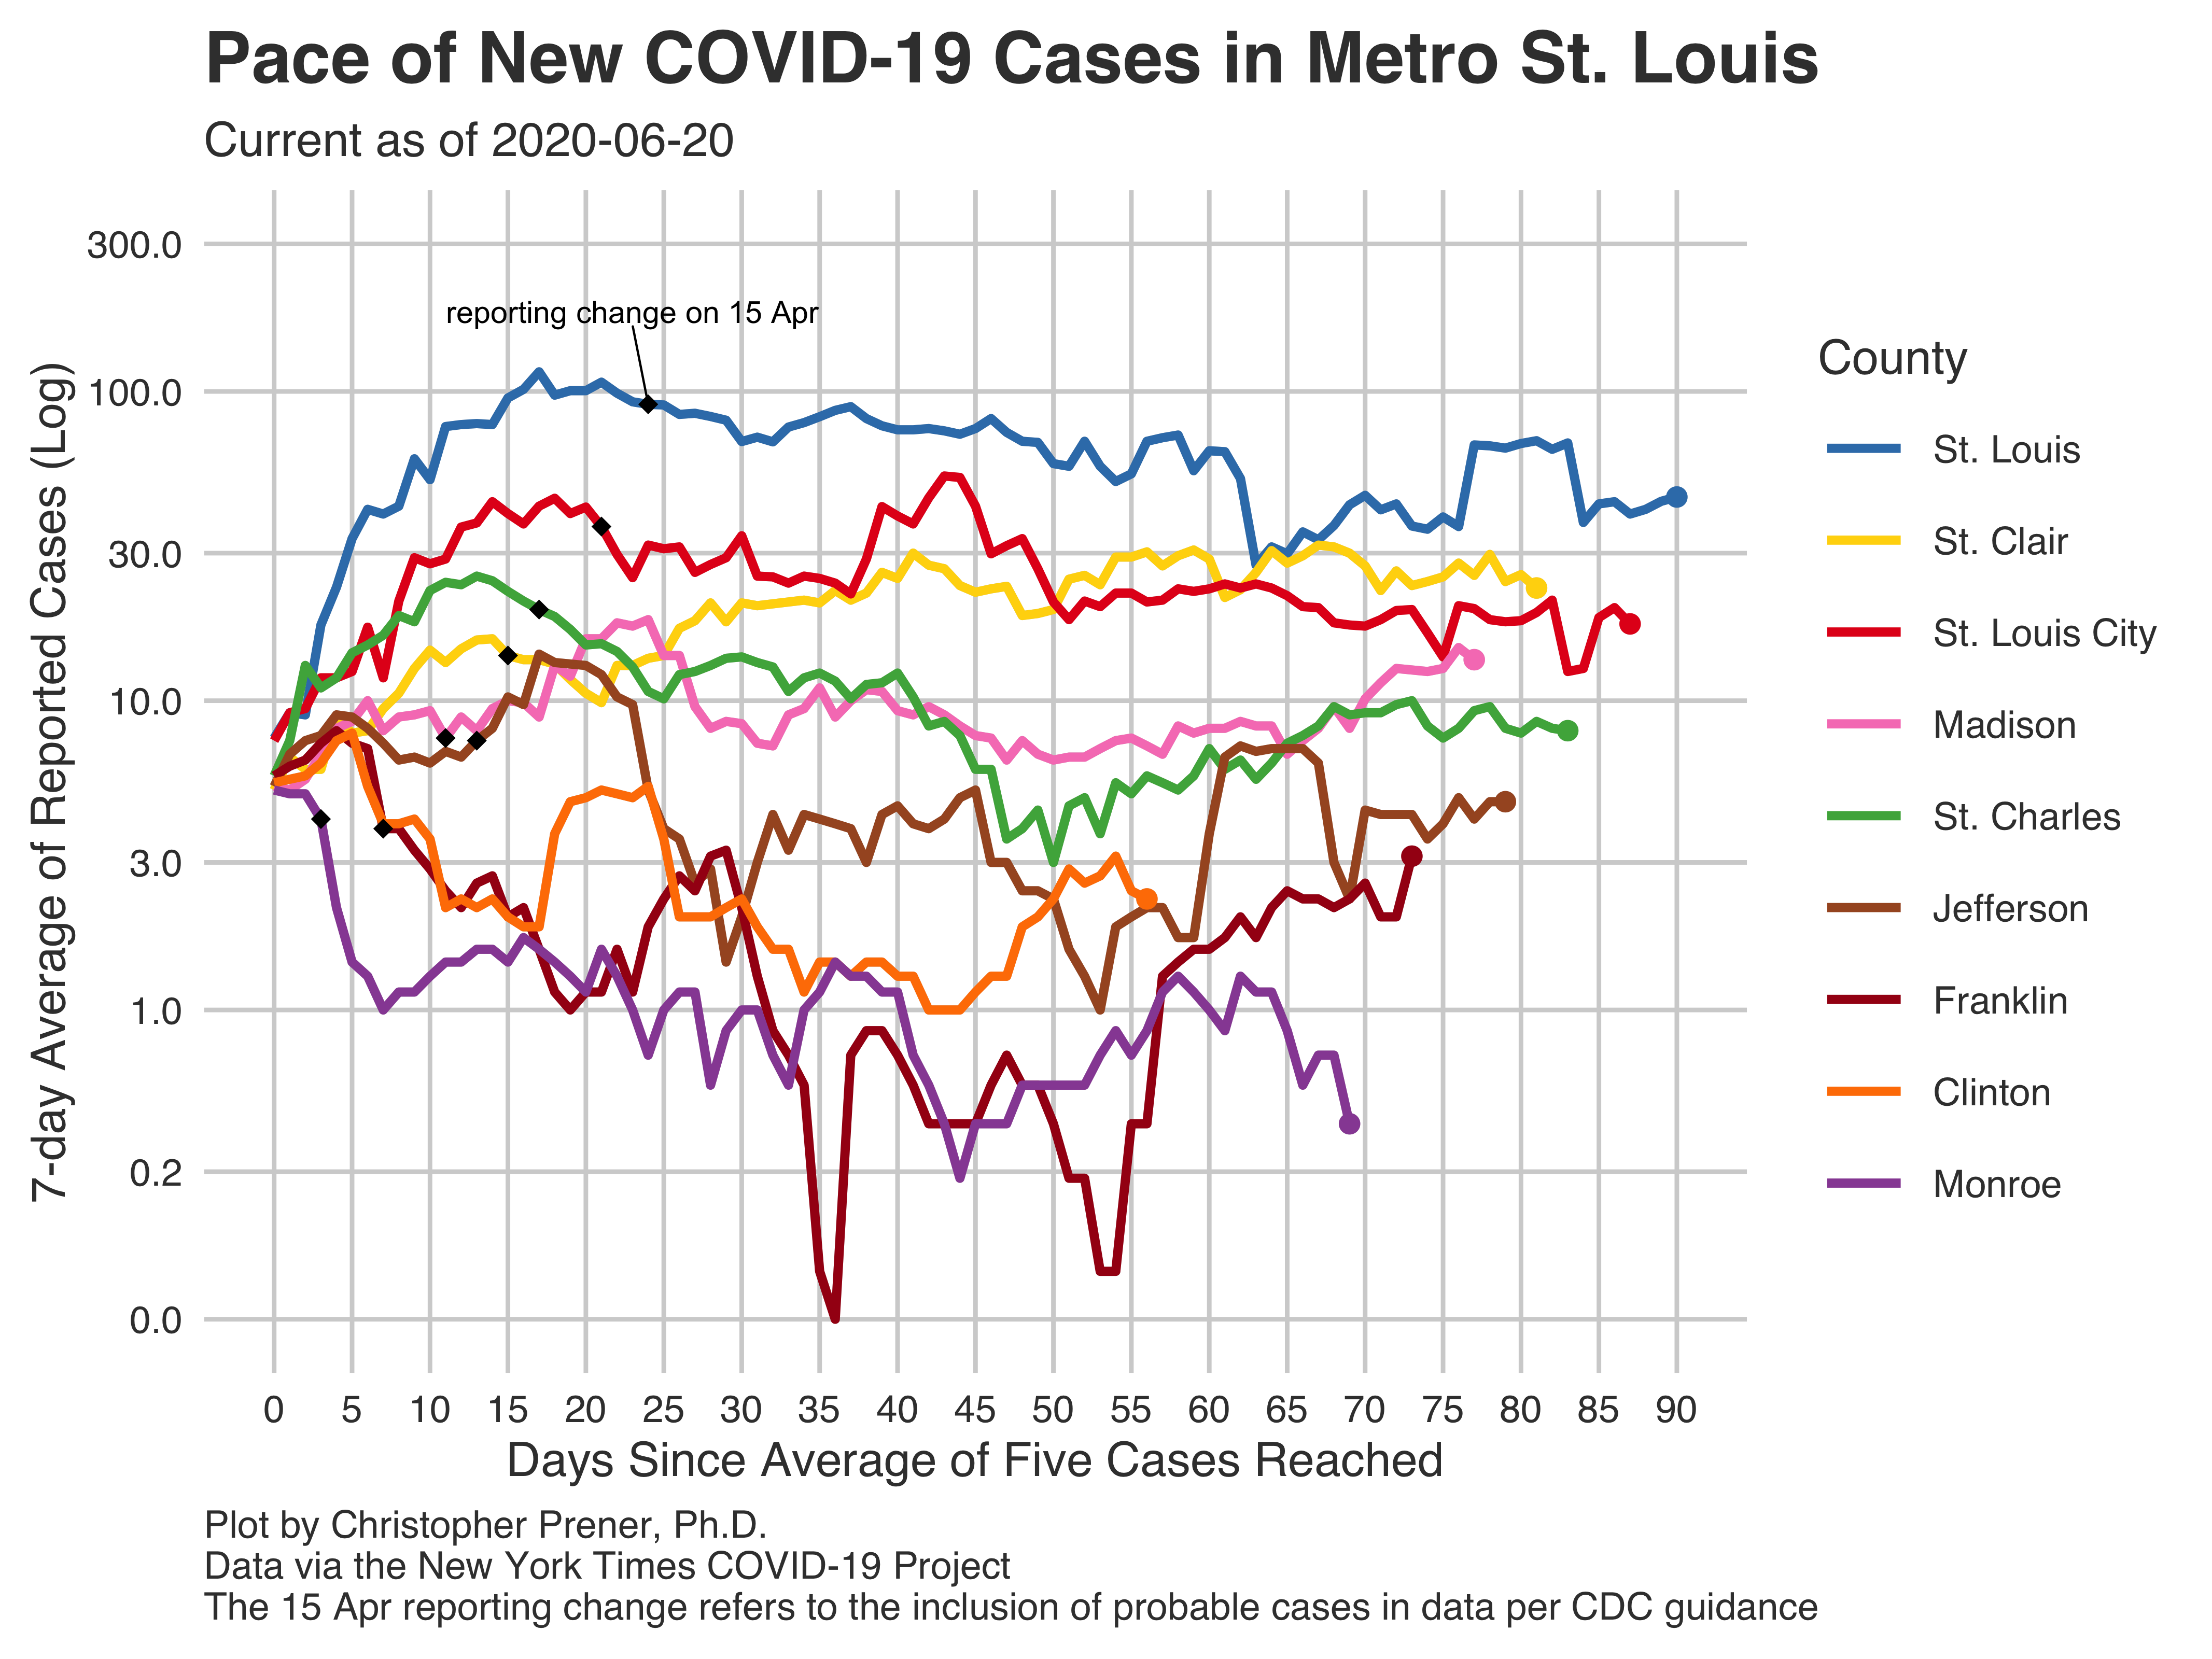 Pace of New COVID-19 Cases in Metro St. Louis
Current as of 2020-06-20
7-day Average of Reported Cases (Log)
300.0
100.0
30.0
10.0
3.0
1.0
0.2
0.0
reporting change on 15 Apr
0 5 10 15 20 25 30 35 40 45 50 55 60 65 70 75 80 85 90
Days Since Average of Five Cases Reached
County
St. Louis
St. Clair
St. Louis City
Madison
St. Charles
Jefferson
Franklin
Clinton
Monroe
Plot by Christopher Prener, Ph.D.
Data via the New York Times COVID-19 Project
The 15 Apr reporting change refers to the inclusion of probable cases in data per CDC guidance